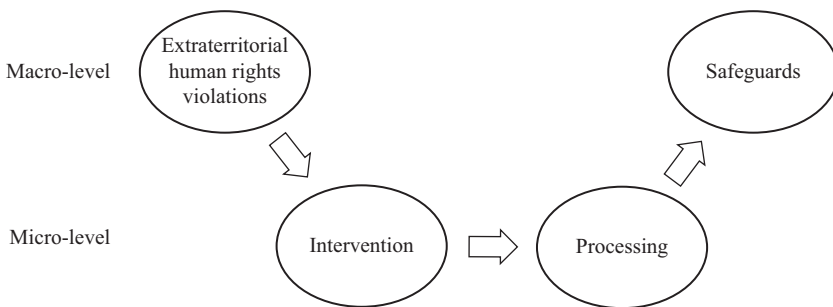 Macro-level
Extraterritorial
human rights
violations
Safeguards
Micro-level
Intervention
Processing